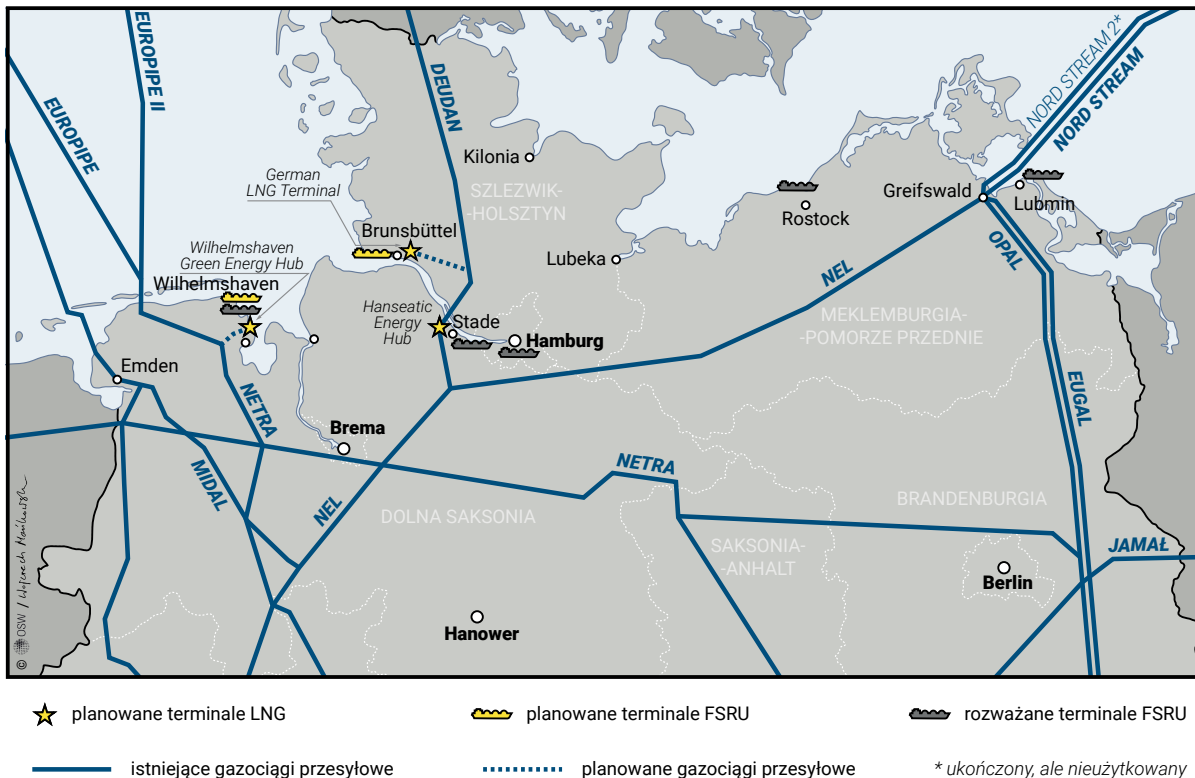 EUROPIPE II
EUROPIPE
DEUDAN
NORD STREAM 2*
NORD STREAM
Kilonia
German
LNG Terminal
SZLEZWIK-
-HOLSZTYN
Greifswald
Lubmin
Rostock
Brunsbüttel
Wilhelmshaven
Green Energy Hub
Wilhelmshaven
Lubeka
NEL
OPAL
Hanseatic
Energy
Hub
Stade
Hamburg
MEKLEMBURGIA-
-POMORZE PRZEDNIE
Emden
NETRA
EUGAL
Brema
NETRA
MIDAL
NEL
DOLNA SAKSONIA
BRANDENBURGIA
SAKSONIA-
-ANHALT
JAMAŁ
Berlin
Hanower
© OSW / Wojciech Mańkowski
planowane terminale LNG
planowane terminale FSRU
rozważane terminale FSRU
istniejące gazociągi przesyłowe
planowane gazociągi przesyłowe
* ukończony, ale nieużytkowany